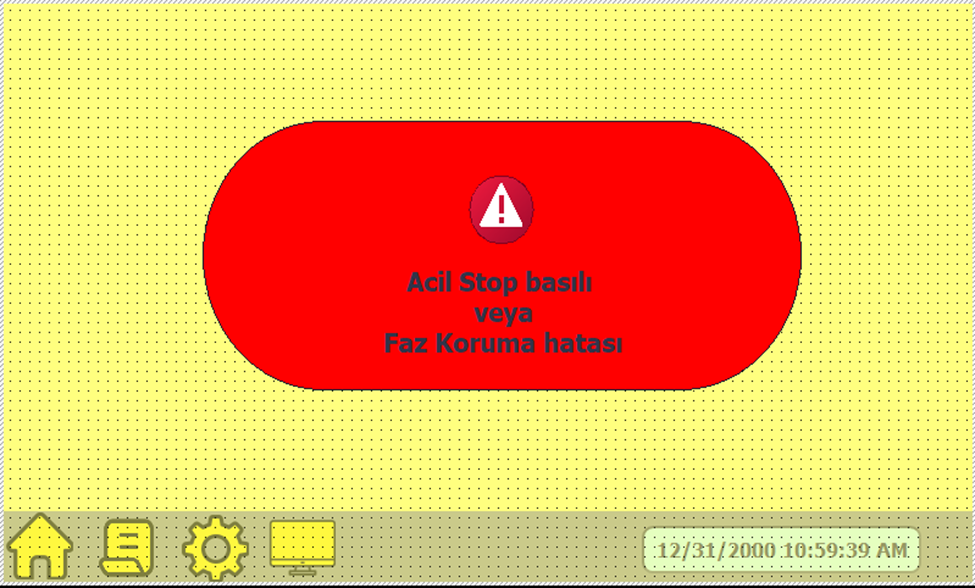 Acil Stop basılı
veya
Faz Koruma hatası
12/31/2000 10:59:39 AM